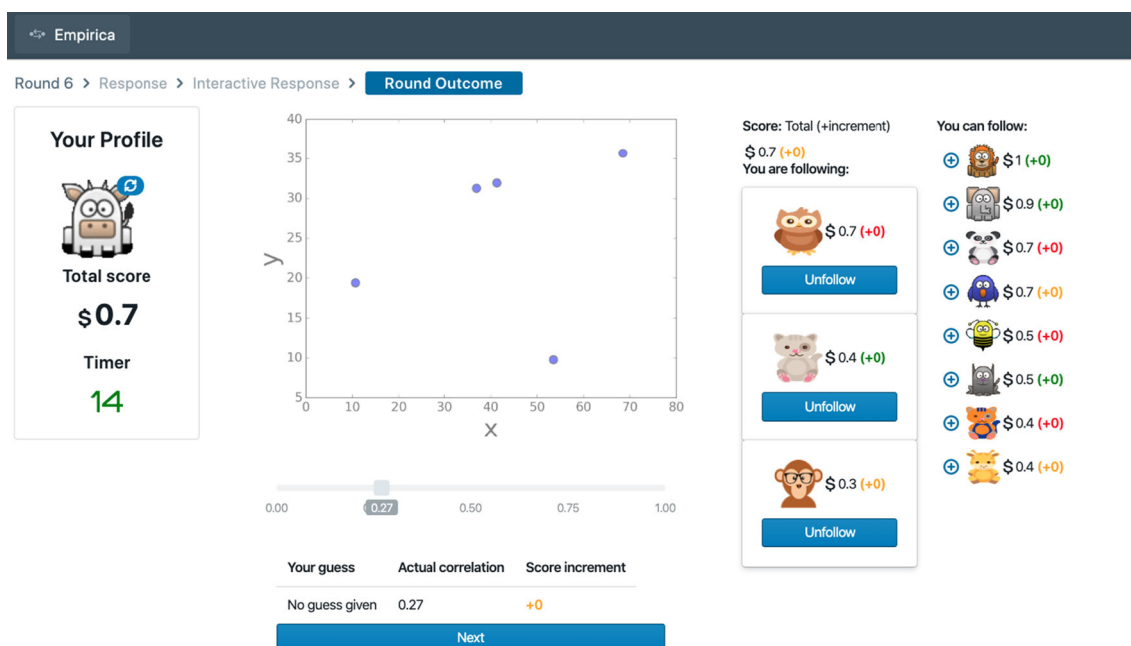 Empirica
Round 6 > Response > Interactive Response > Round Outcome
Your Profile
Total score
$0.7
Timer
14
40
35
30
25
20
15
10
5
y
0 10 20 30 40 50 60 70 80
x
0.00 0.27 0.50 0.75 1.00
Your guess Actual correlation Score increment
No guess given 0.27 +0
Next
Score: Total (+increment)
$ 0.7 (+0)
You are following:
$ 0.7 (+0)
Unfollow
$ 0.4 (+0)
Unfollow
$ 0.3 (+0)
Unfollow
You can follow:
$ 1 (+0)
$ 0.9 (+0)
$ 0.7 (+0)
$ 0.7 (+0)
$ 0.5 (+0)
$ 0.5 (+0)
$ 0.4 (+0)
$ 0.4 (+0)